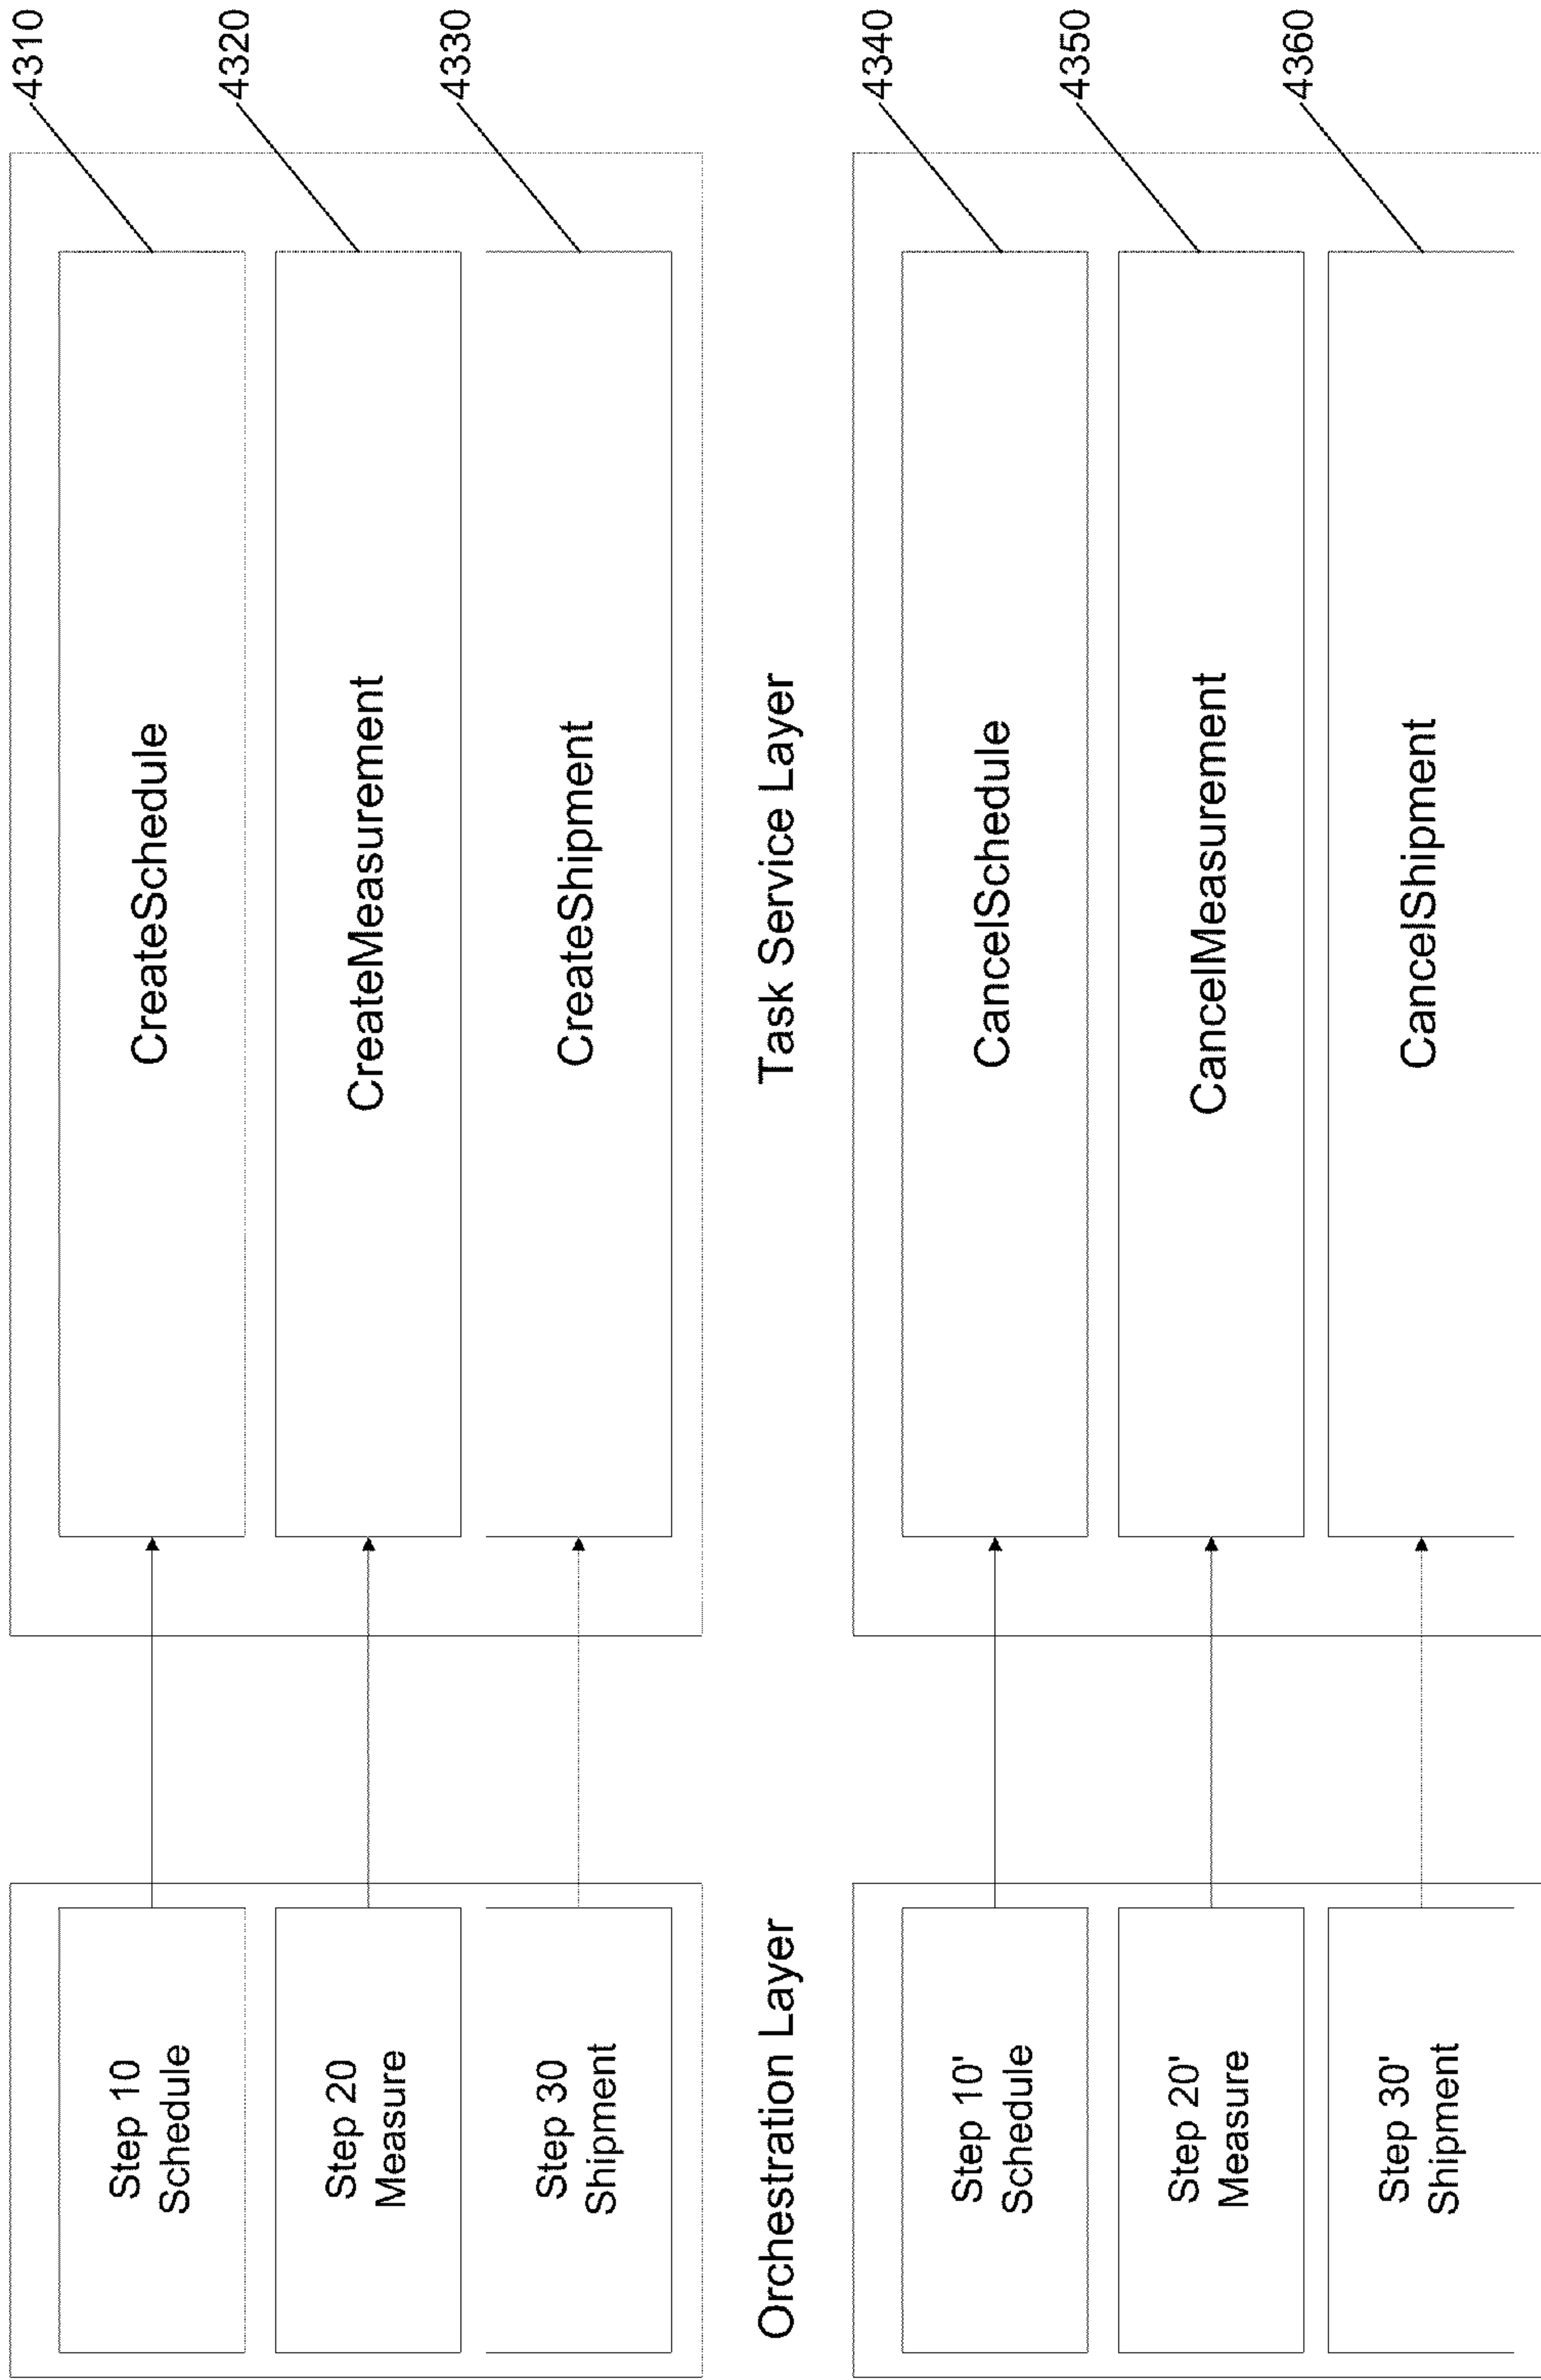 Step 10
Schedule
CreateSchedule
4310
Step 20
Measure
CreateMeasurement
4320
Step 30
Shipment
CreateShipment
4330
Orchestration Layer
Task Service Layer
Step 10'
Schedule
CancelSchedule
4340
Step 20'
Measure
CancelMeasurement
4350
Step 30'
Shipment
CancelShipment
4360